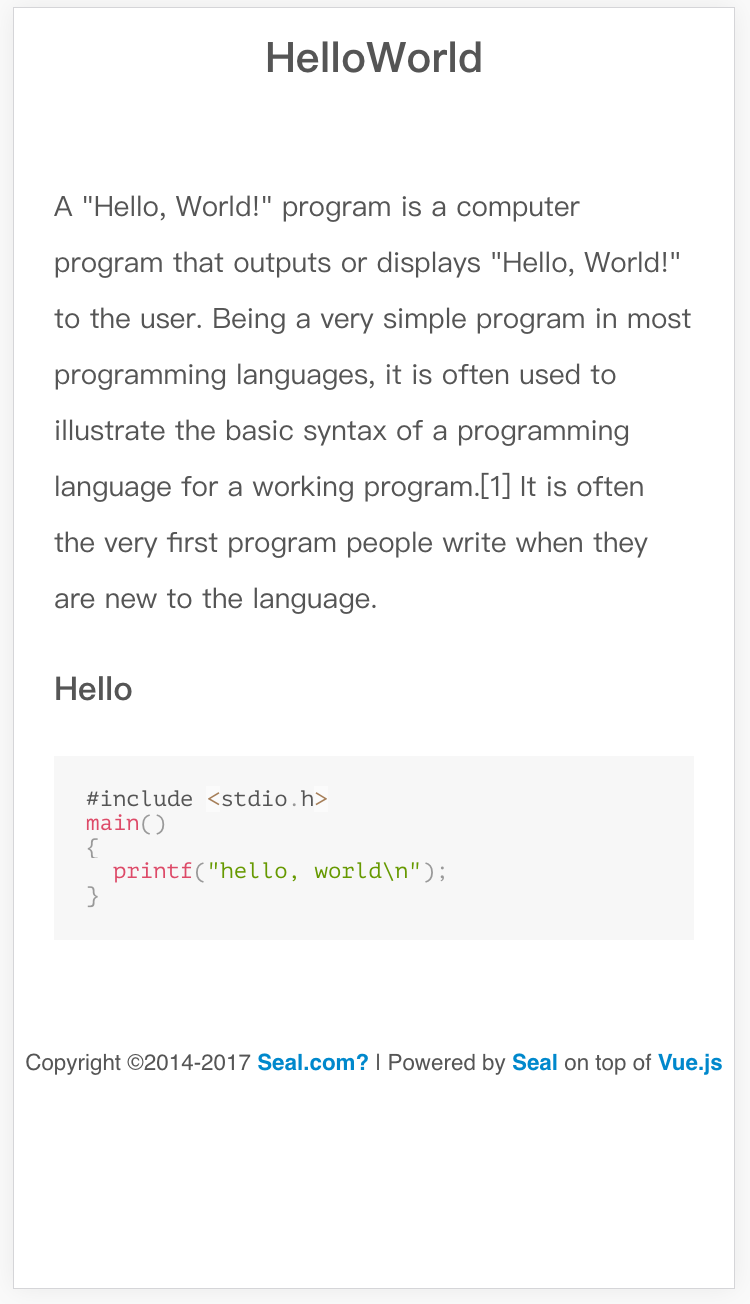 HelloWorld
A "Hello, World!" program is a computer
program that outputs or displays "Hello, World!"
to the user. Being a very simple program in most
programming languages, it is often used to
illustrate the basic syntax of a programming
language for a working program.[1] It is often
the very first program people write when they
are new to the language.
Hello
#include <stdio.h>
main()
{
  printf("hello, world\n");
}
Copyright ©2014-2017 Seal.com? | Powered by Seal on top of Vue.js